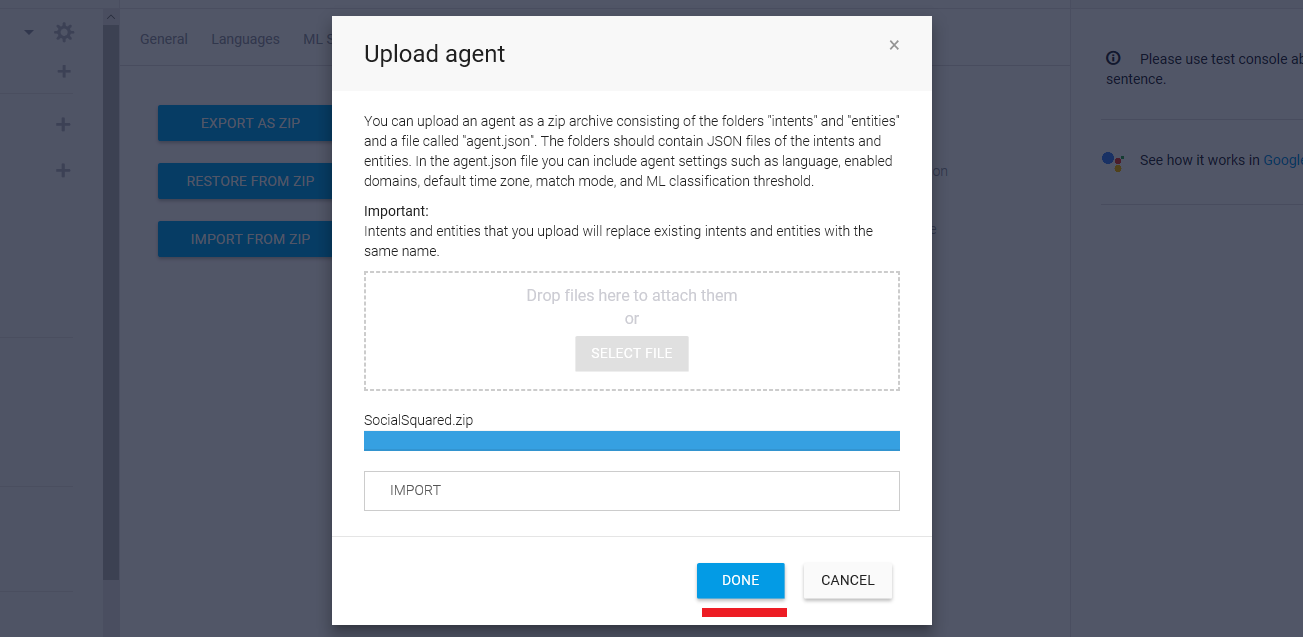 General Languages ML S
EXPORT AS ZIP
RESTORE FROM ZIP
IMPORT FROM ZIP
Upload agent
×
You can upload an agent as a zip archive consisting of the folders "intents" and "entities"
and a file called "agent.json". The folders should contain JSON files of the intents and
entities. In the agent.json file you can include agent settings such as language, enabled
domains, default time zone, match mode, and ML classification threshold.
Important:
Intents and entities that you upload will replace existing intents and entities with the
same name.
Drop files here to attach them
or
SELECT FILE
SocialSquared.zip
IMPORT
DONE CANCEL
on
e
Please use test console ab
sentence.
See how it works in Google